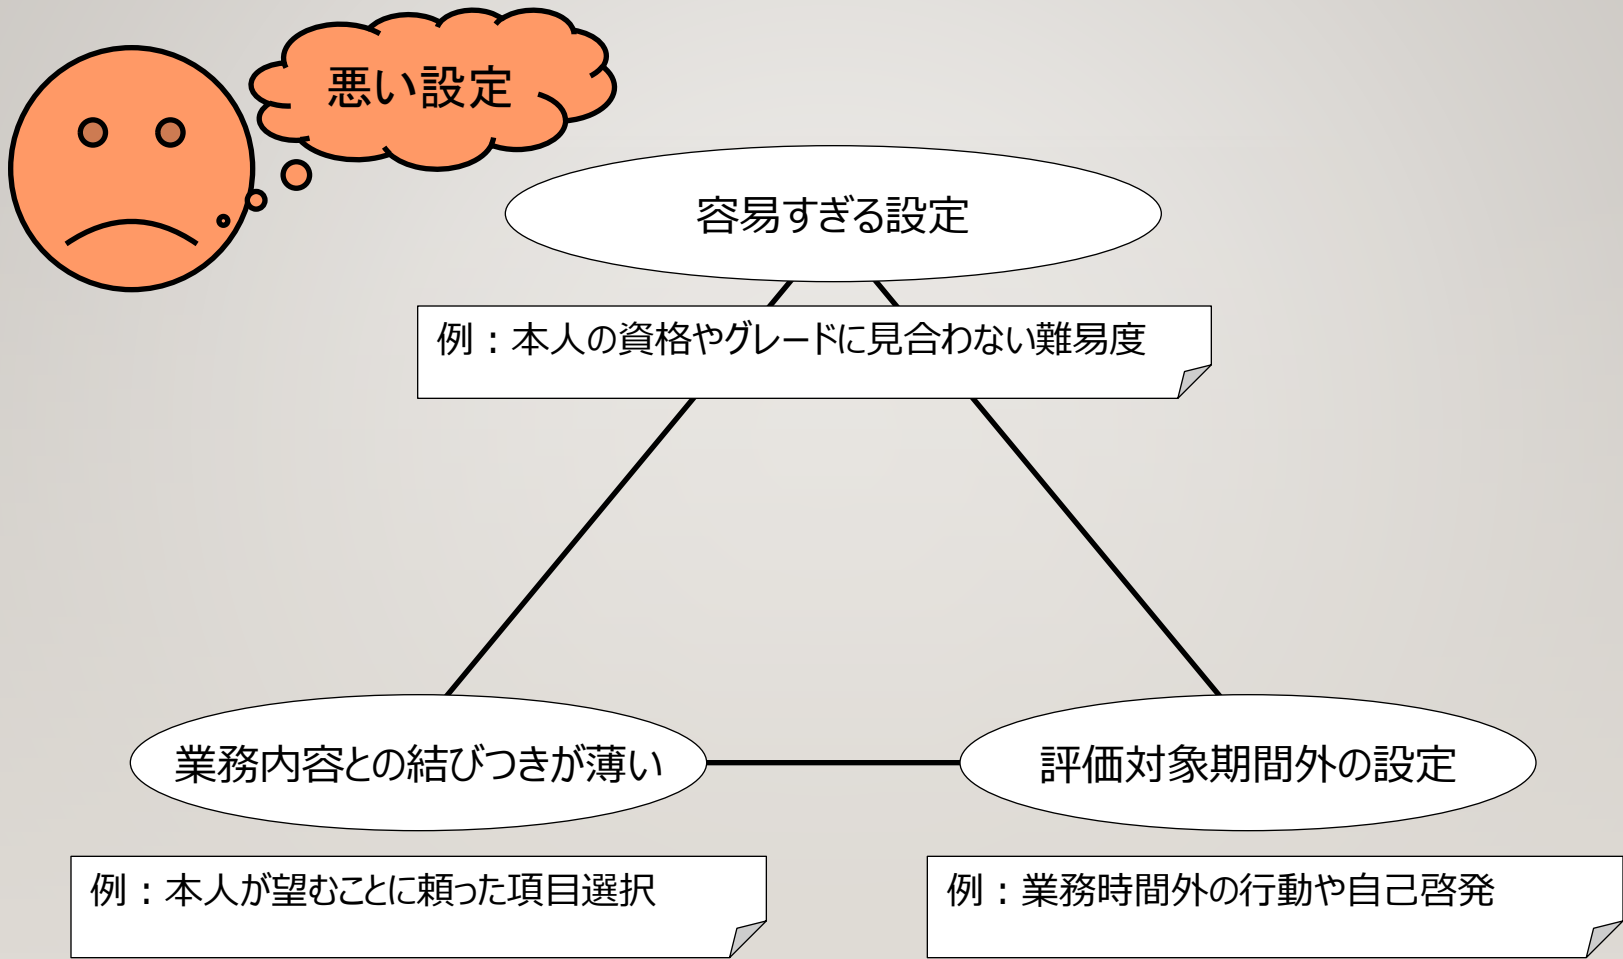 悪い設定
容易すぎる設定
例：本人の資格やグレードに見合わない難易度
業務内容との結びつきが薄い
評価対象期間外の設定
例：本人が望むことに頼った項目選択
例：業務時間外の行動や自己啓発